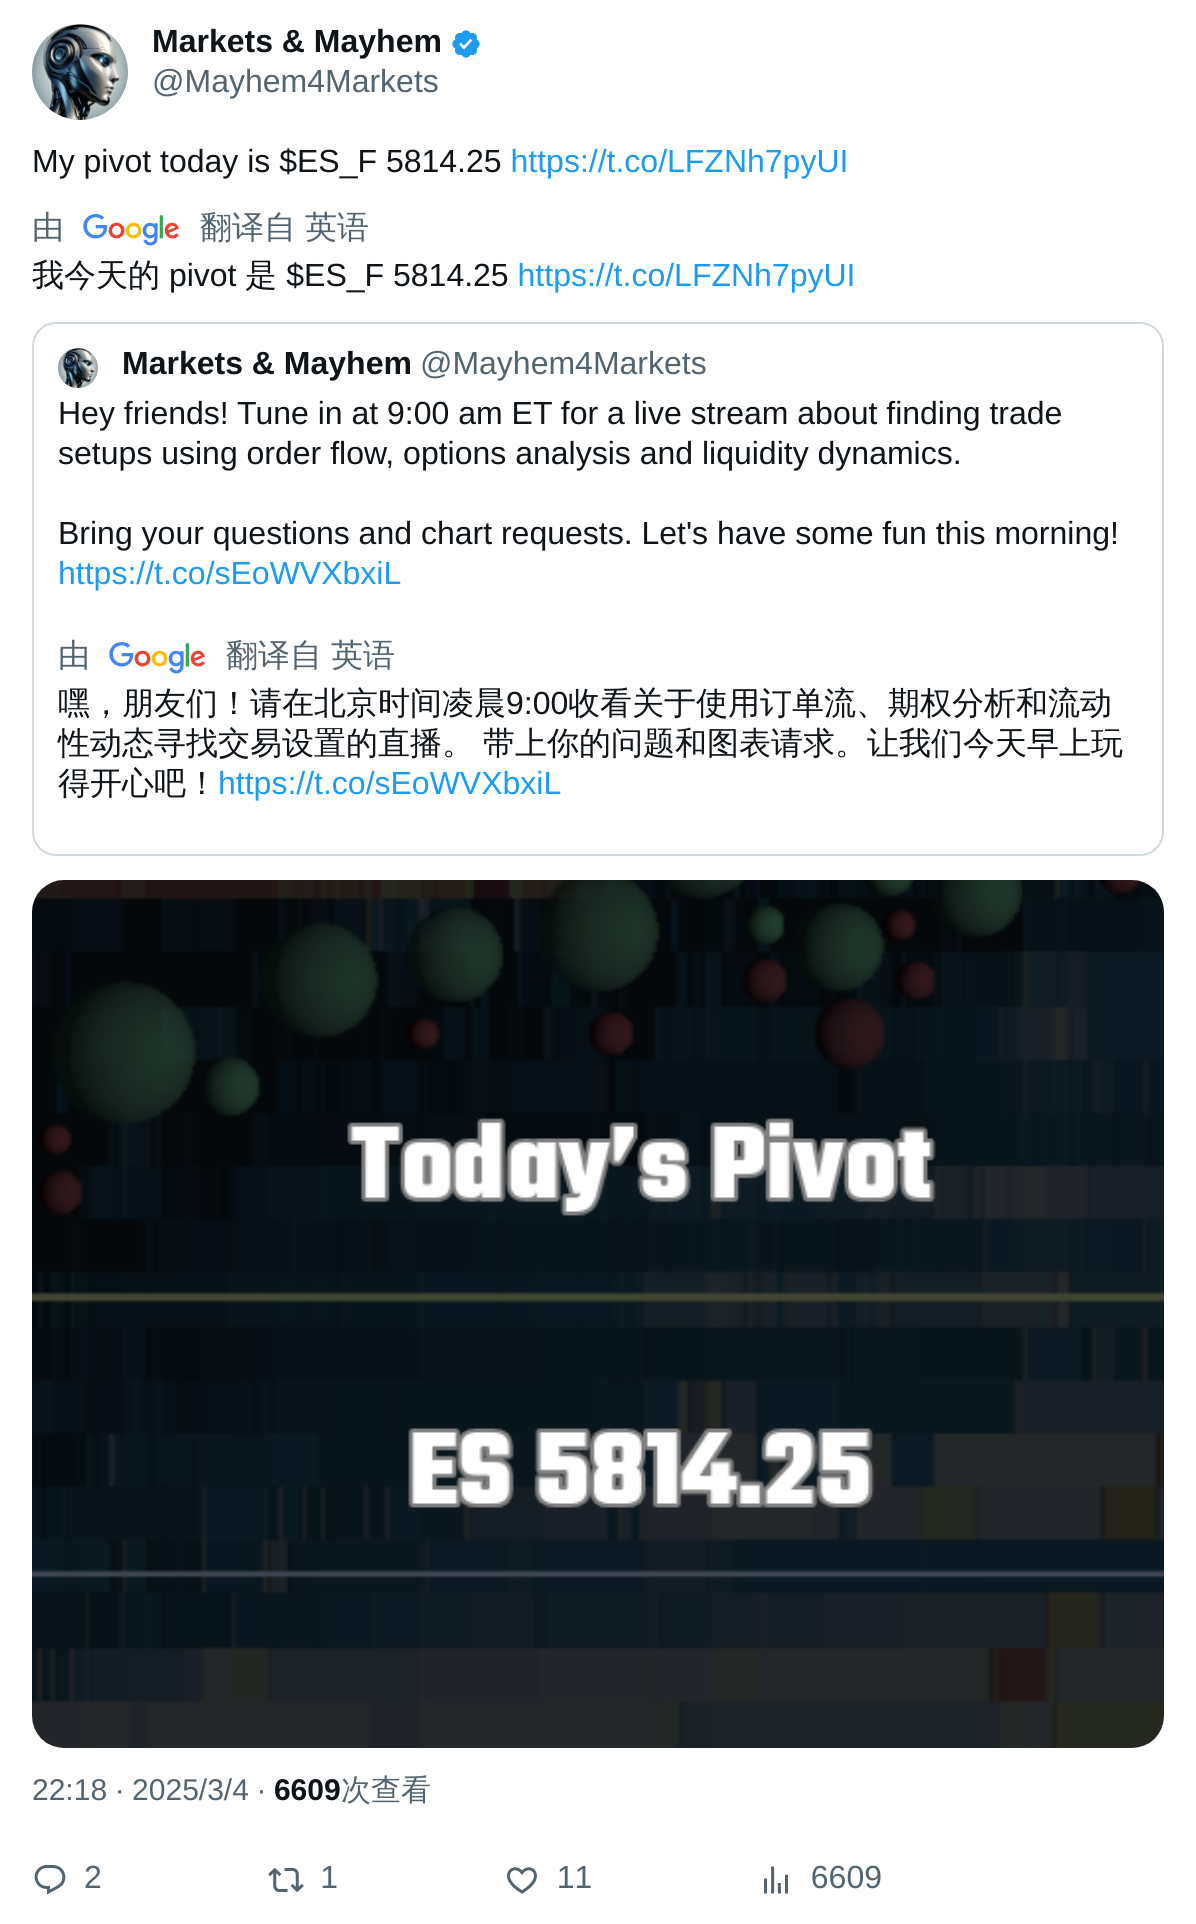 Markets & Mayhem
@Mayhem4Markets
My pivot today is $ES_F 5814.25 https://t.co/LFZNh7pyUI
由 Google 翻译自 英语
我今天的 pivot 是 $ES_F 5814.25 https://t.co/LFZNh7pyUI
Markets & Mayhem @Mayhem4Markets
Hey friends! Tune in at 9:00 am ET for a live stream about finding trade
setups using order flow, options analysis and liquidity dynamics.
Bring your questions and chart requests. Let's have some fun this morning!
https://t.co/sEoWVXbxiL
由 Google 翻译自 英语
嘿，朋友们！请在北京时间凌晨9:00收看关于使用订单流、期权分析和流动
性动态寻找交易设置的直播。 带上你的问题和图表请求。让我们今天早上玩
得开心吧！https://t.co/sEoWVXbxiL
Today's Pivot
ES 5814.25
22:18 · 2025/3/4 · 6609次查看
2 1 11 6609